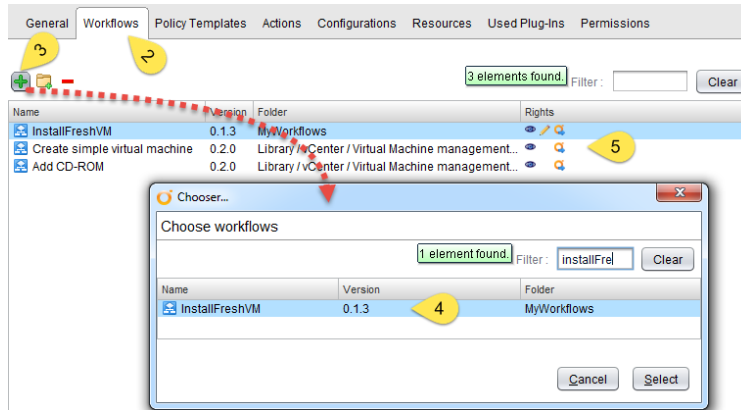 General Workflows Policy Templates Actions Configurations Resources Used Plug-Ins Permissions
3 2
3 elements found. Filter : Clear
Name Version Folder Rights
InstallFreshVM 0.1.3 MyWorkflows
Create simple virtual machine 0.2.0 Library / vCenter / Virtual Machine management... 5
Add CD-ROM 0.2.0 Library / vCenter / Virtual Machine management...
Chooser...
Choose workflows
1 element found. Filter : installFre Clear
Name Version Folder
InstallFreshVM 0.1.3 4 MyWorkflows
Cancel Select